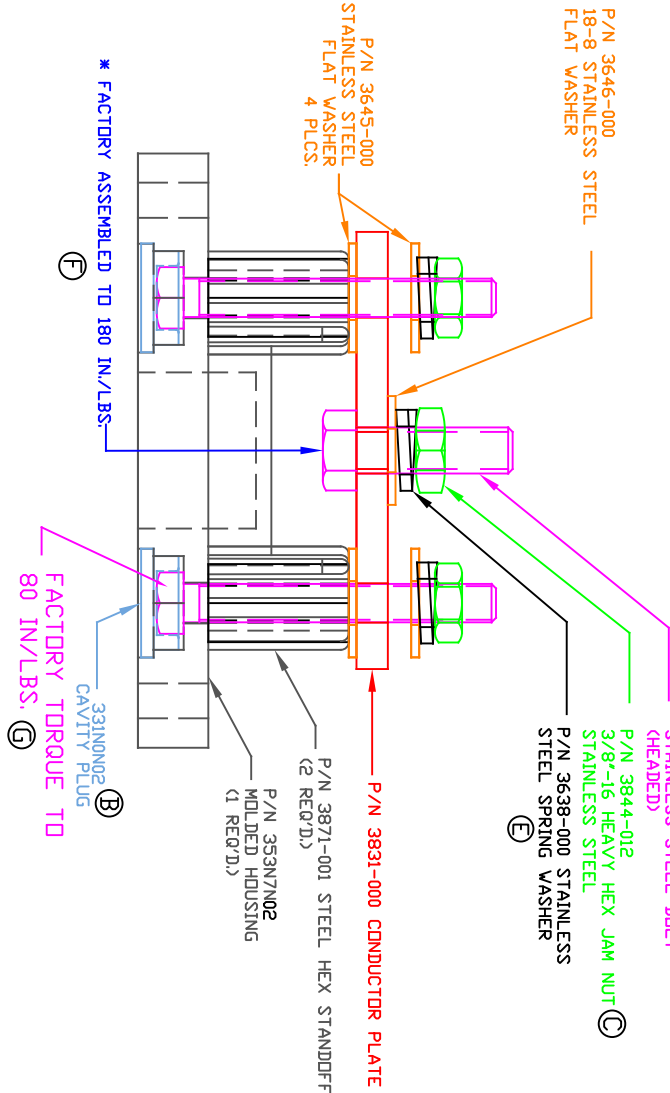 STAINLESS STEEL BOLT
(HEADED)
P/N 3844-012
3/8"-16 HEAVY HEX JAM NUT
STAINLESS STEEL
C
P/N 3638-000 STAINLESS
STEEL SPRING WASHER
E
P/N 3646-000
18-8 STAINLESS STEEL
FLAT WASHER
P/N 3645-000
STAINLESS STEEL
FLAT WASHER
4 PLCS.
P/N 3831-000 CONDUCTOR PLATE
P/N 3871-001 STEEL HEX STANDOFF
(2 REQ'D.)
P/N 353N7N02
MOLDED HOUSING
(1 REQ'D.)
331N0N02
CAVITY PLUG
B
* FACTORY ASSEMBLED TO 180 IN./LBS.
F
FACTORY TORQUE TO
80 IN/LBS.
G